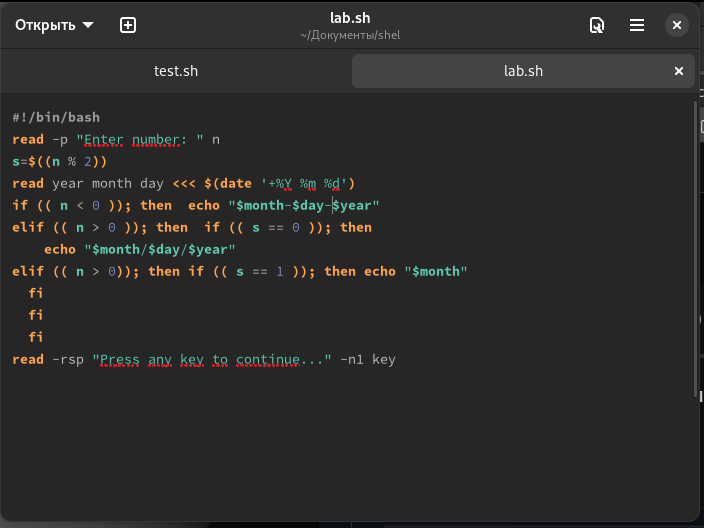 Открыть
lab.sh
~/Документы/shel
test.sh
lab.sh
#!/bin/bash
read -p "Enter number: " n
s=$((n % 2))
read year month day <<< $(date '+%Y %m %d')
if (( n < 0 )); then  echo "$month-$day-$year"
elif (( n > 0 )); then  if (( s == 0 )); then
    echo "$month/$day/$year"
elif (( n > 0)); then if (( s == 1 )); then echo "$month"
  fi
  fi
  fi
read -rsp "Press any key to continue..." -n1 key